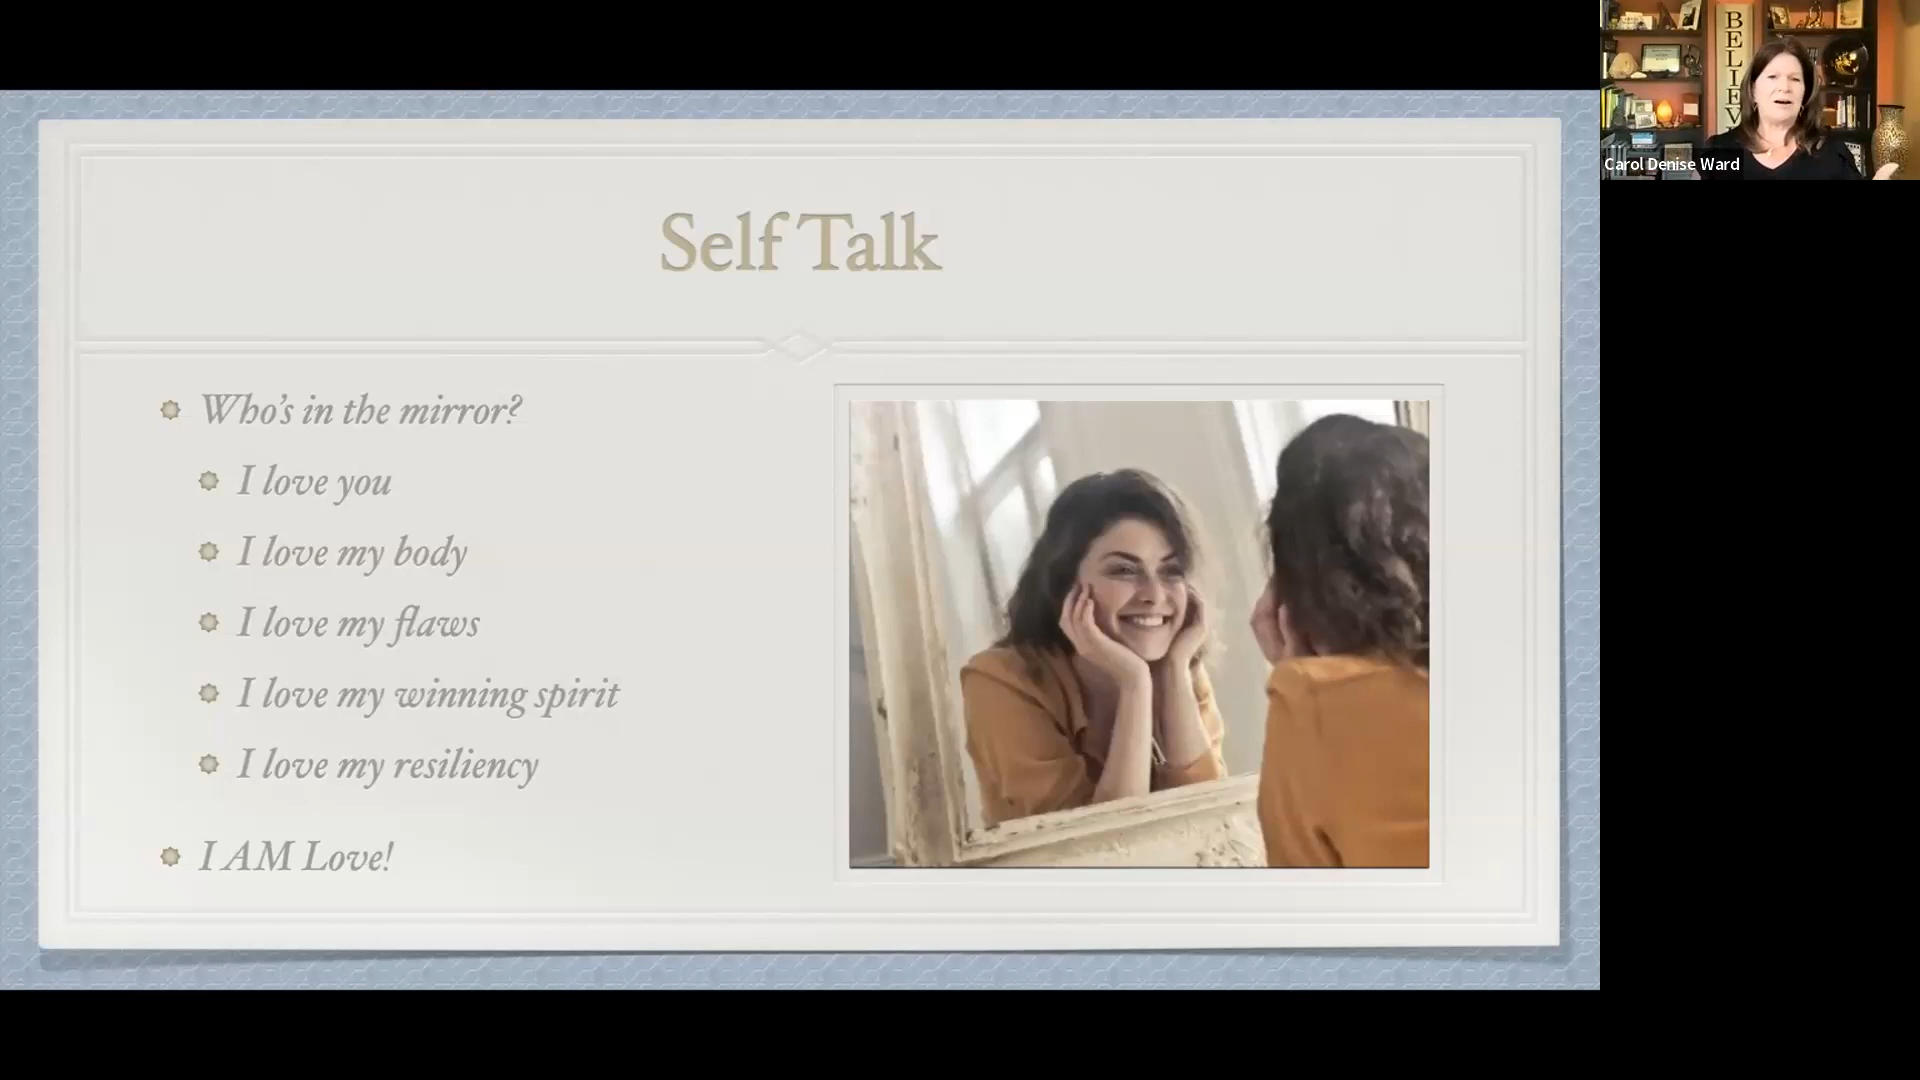 Self Talk
Who's in the mirror?
I love you
I love my body
I love my flaws
I love my winning spirit
I love my resiliency
I AM Love!
BELIEV
Carol Denise Ward